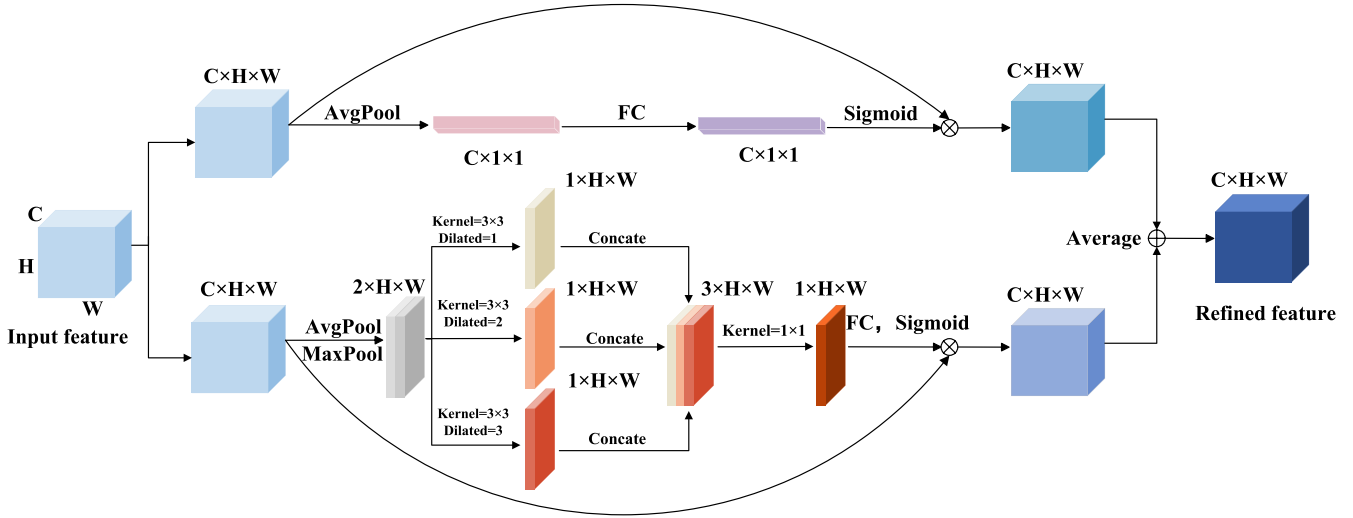 C×H×W
AvgPool
C×1×1
FC
C×1×1
Sigmoid
C×H×W
C
H
W
Input feature
C×H×W
AvgPool
MaxPool
2×H×W
Kernel=3×3
Dilated=1
1×H×W
Concate
Kernel=3×3
Dilated=2
1×H×W
Concate
Kernel=3×3
Dilated=3
1×H×W
Concate
3×H×W
Kernel=1×1
1×H×W
FC, Sigmoid
C×H×W
Average
C×H×W
Refined feature